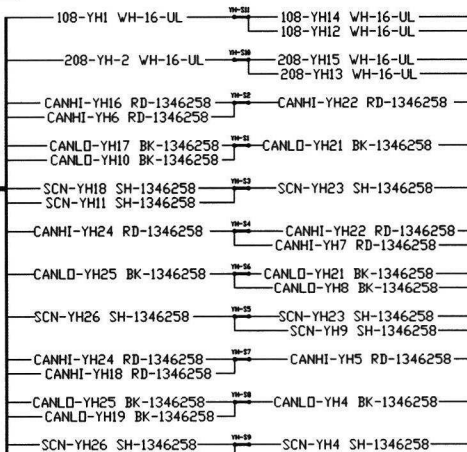 108-YH1 WH-16-UL YH-S11 108-YH14 WH-16-UL
108-YH12 WH-16-UL
208-YH-2 WH-16-UL YH-S10 208-YH15 WH-16-UL
208-YH13 WH-16-UL
CANHI-YH16 RD-1346258 YH-S2 CANHI-YH22 RD-1346258
CANHI-YH6 RD-1346258
CANLO-YH17 BK-1346258 YH-S1 CANLO-YH21 BK-1346258
CANLO-YH10 BK-1346258
SCN-YH18 SH-1346258 YH-S3 SCN-YH23 SH-1346258
SCN-YH11 SH-1346258
CANHI-YH24 RD-1346258 YH-S4 CANHI-YH22 RD-1346258
CANHI-YH7 RD-1346258
CANLO-YH25 BK-1346258 YH-S6 CANLO-YH21 BK-1346258
CANLO-YH8 BK-1346258
SCN-YH26 SH-1346258 YH-S5 SCN-YH23 SH-1346258
SCN-YH9 SH-1346258
CANHI-YH24 RD-1346258 YH-S7 CANHI-YH5 RD-1346258
CANHI-YH18 RD-1346258
CANLO-YH25 BK-1346258 YH-S8 CANLO-YH4 BK-1346258
CANLO-YH19 BK-1346258
SCN-YH26 SH-1346258 YH-S9 SCN-YH4 SH-1346258